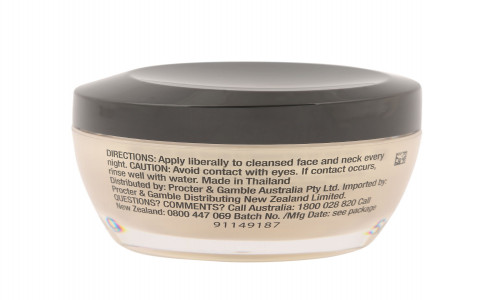 DIRECTIONS: Apply liberally to cleansed face and neck every
night. CAUTION: Avoid contact with eyes. If contact occurs,
rinse well with water. Made in Thailand
Distributed by: Procter & Gamble Australia Pty Ltd. Imported by:
Procter & Gamble Distributing New Zealand Limited.
QUESTIONS? COMMENTS? Call Australia: 1800 028 820 Call
New Zealand: 0800 447 069 Batch No. /Mfg Date: see package
91149187